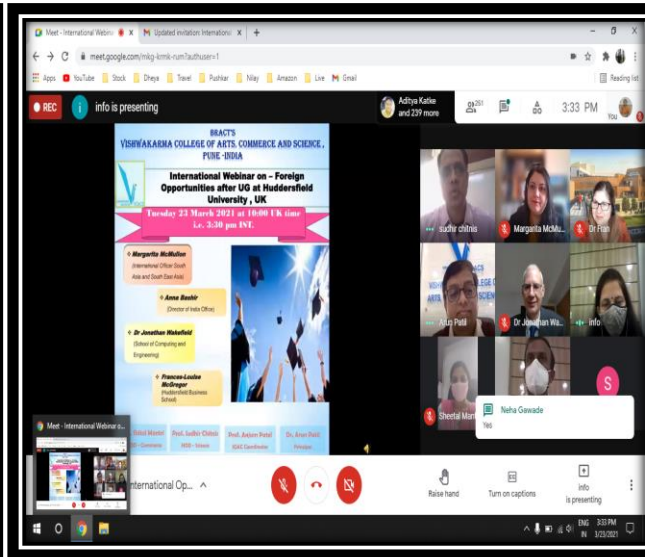 Meet - International Webinar
Updated invitation: Internationa
meet.google.com/mkg-krmk-rum?authuser=1
Apps YouTube Stock Dheya Travel Pushkar Nilay Amazon Live Gmail Reading list
REC i info is presenting
Aditya Katke
and 239 more
251
3:33 PM
You
BRACT'S
VISHWAKARMA COLLEGE OF ARTS, COMMERCE AND SCIENCE,
PUNE -INDIA
International Webinar on – Foreign
Opportunities after UG at Huddersfield
University , UK
Tuesday 23 March 2021 at 10:00 UK time
i.e. 3:30 pm IST.
Margarita McMullon
(International Officer South
Asia and South East Asia)
Anna Bashir
(Director of India Office)
Dr Jonathan Wakefield
(School of Computing and
Engineering)
Frances-Louise
McGregor
(Huddersfield Business
School)
Prof. Sudhir Chitnis
Dr. Arun Patil
Principal
sudhir chitnis
Margarita McMu...
Dr Fran
Arun Patil
Dr Jonathan Wa...
info
Sheetal Man
S
Neha Gawade
Yes
Meet - International Webinar o...
nternational Op...
Raise hand
Turn on captions
info
is presenting
ENG
IN
3:33 PM
3/23/2021